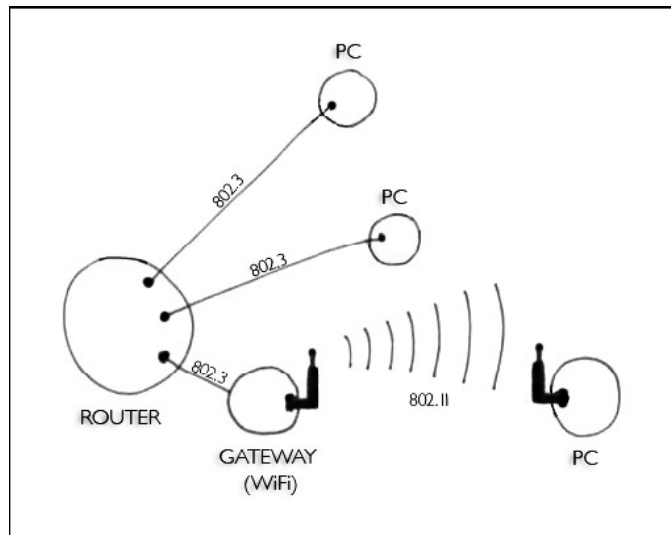 PC
802.3
PC
802.3
802.3
802.11
ROUTER
GATEWAY
(WiFi)
PC